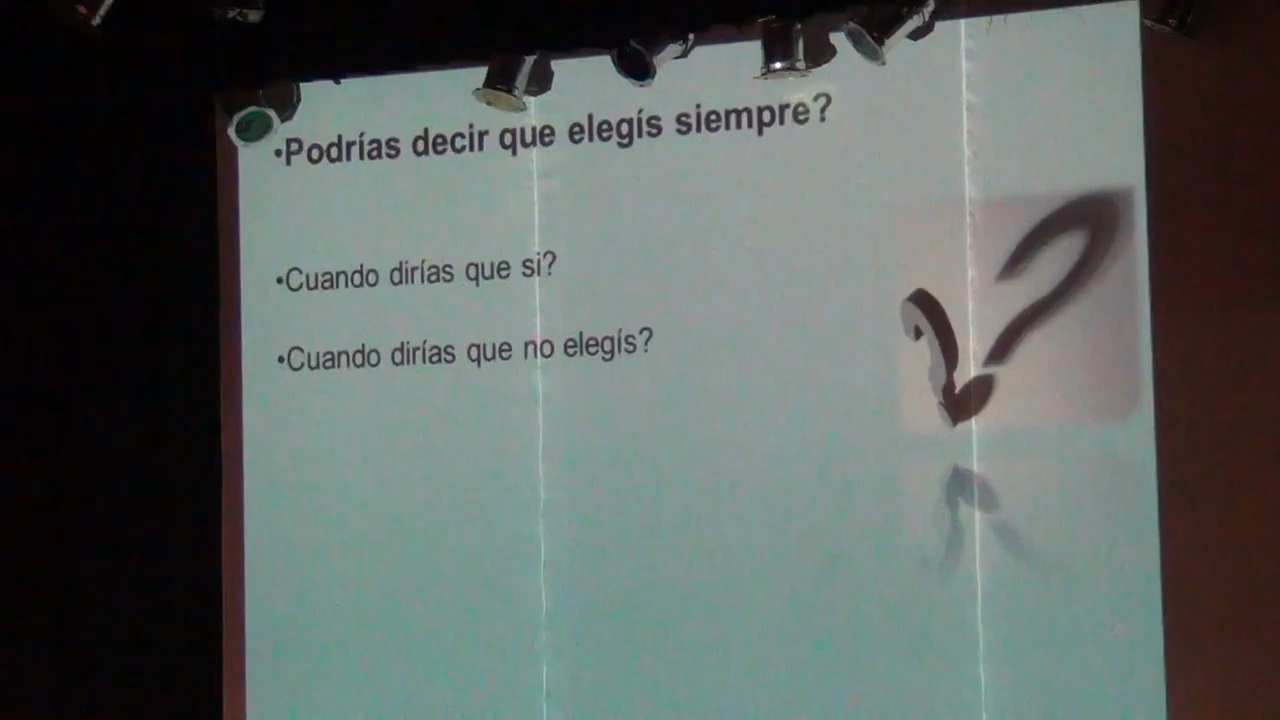 •Podrías decir que elegís siempre?
•Cuando dirías que si?
•Cuando dirías que no elegís?